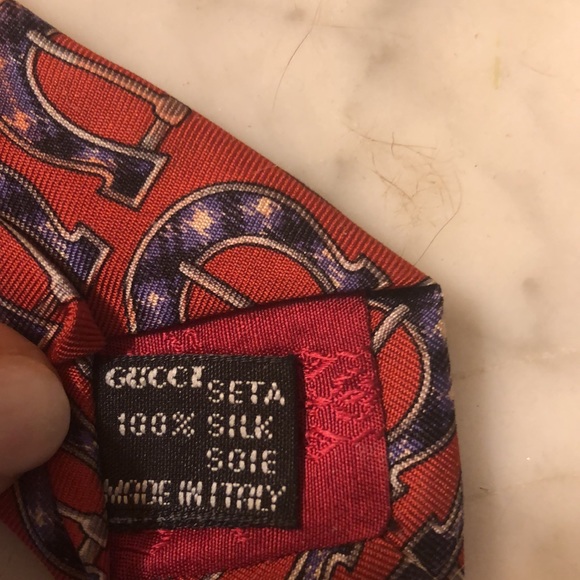 GUCCI SETA
100% SILK
SOIE
MADE IN ITALY